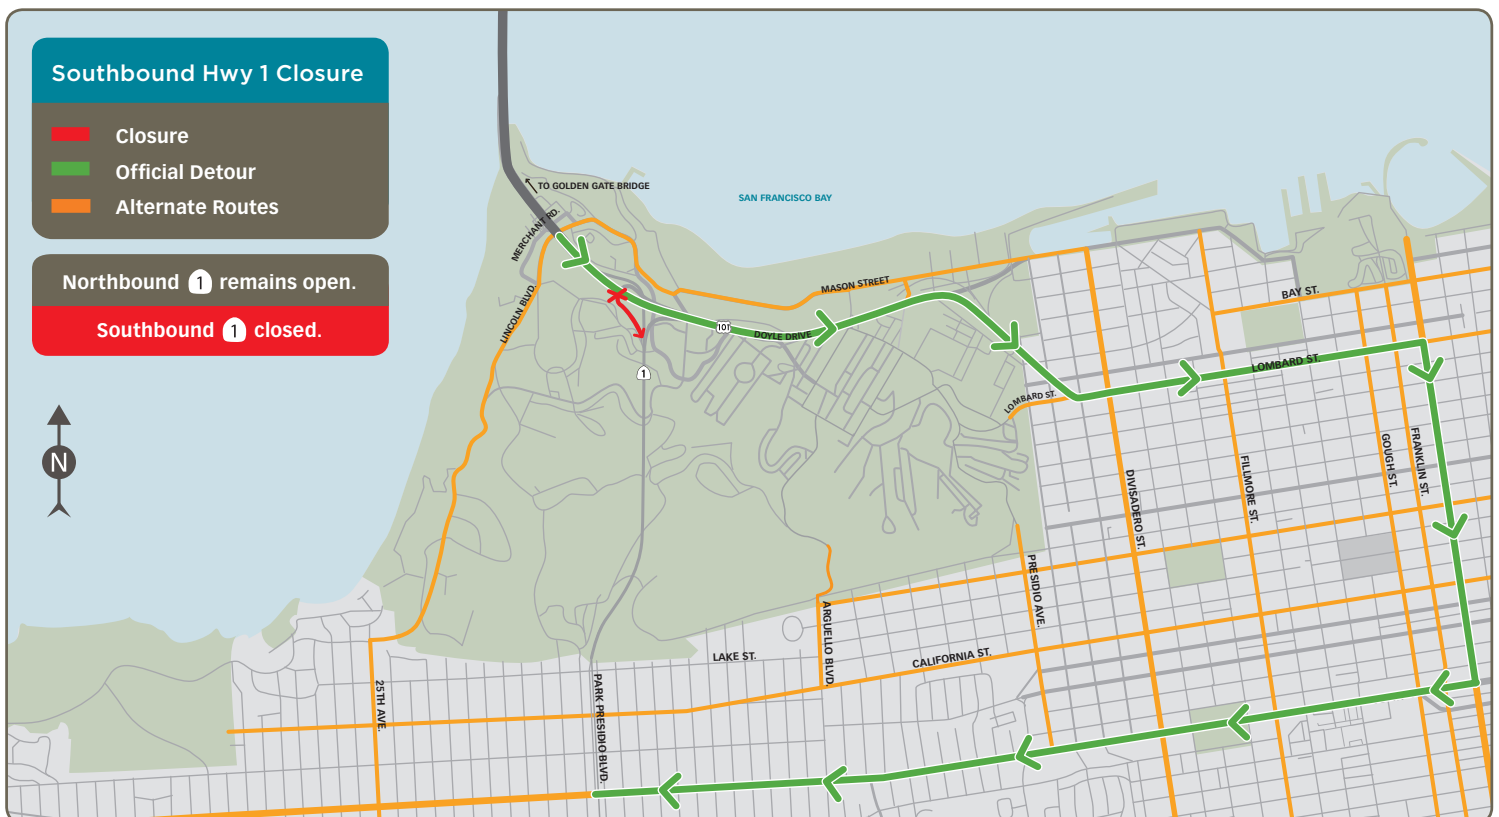 Southbound Hwy 1 Closure
Closure
Official Detour
Alternate Routes
Northbound 1 remains open.
Southbound 1 closed.
N
TO GOLDEN GATE BRIDGE
SAN FRANCISCO BAY
MERCHANT RD.
LINCOLN BLVD.
MASON STREET
101
DOYLE DRIVE
1
BAY ST.
LOMBARD ST.
LOMBARD ST.
DIVISADERO ST.
FILLMORE ST.
GOUGH ST.
FRANKLIN ST.
PRESIDIO AVE.
ARGUELLO BLVD.
LAKE ST.
CALIFORNIA ST.
25TH AVE.
PARK PRESIDIO BLVD.